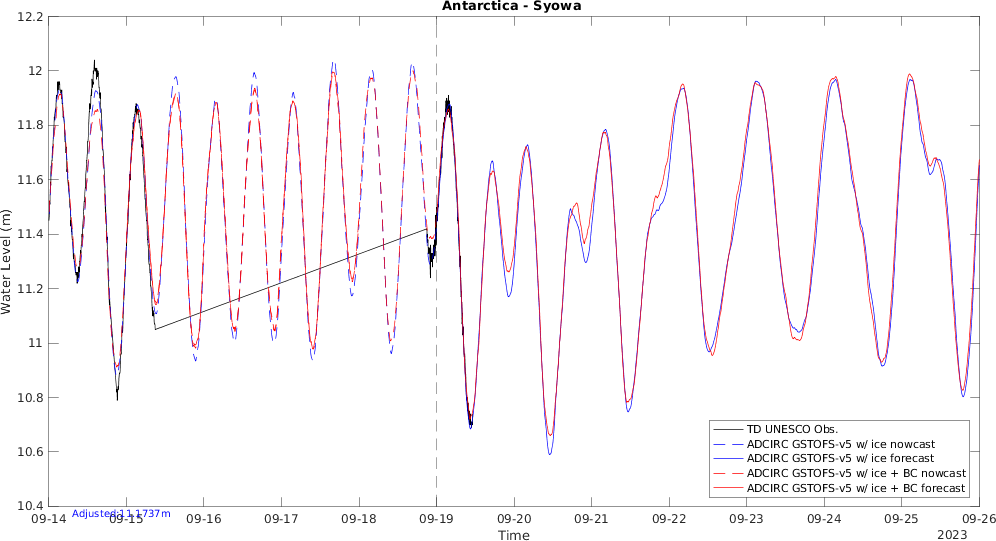 Antarctica - Syowa
12.2
12
11.8
11.6
11.4
11.2
11
10.8
10.6
10.4
Water Level (m)
TD UNESCO Obs.
ADCIRC GSTOFS-v5 w/ ice nowcast
ADCIRC GSTOFS-v5 w/ ice forecast
ADCIRC GSTOFS-v5 w/ ice + BC nowcast
ADCIRC GSTOFS-v5 w/ ice + BC forecast
Adjusted:11.1737m
09-14 09-15 09-16 09-17 09-18 09-19 09-20 09-21 09-22 09-23 09-24 09-25 09-26
Time
2023